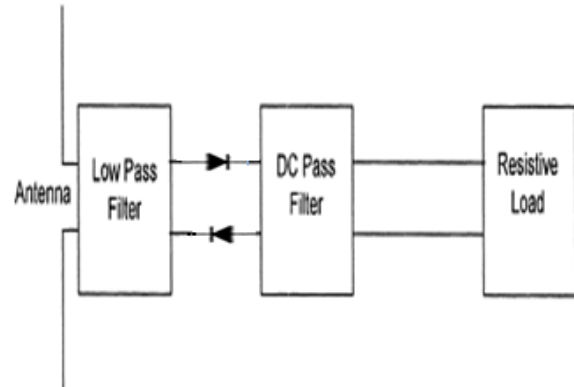 Antenna
Low Pass
Filter
DC Pass
Filter
Resistive
Load